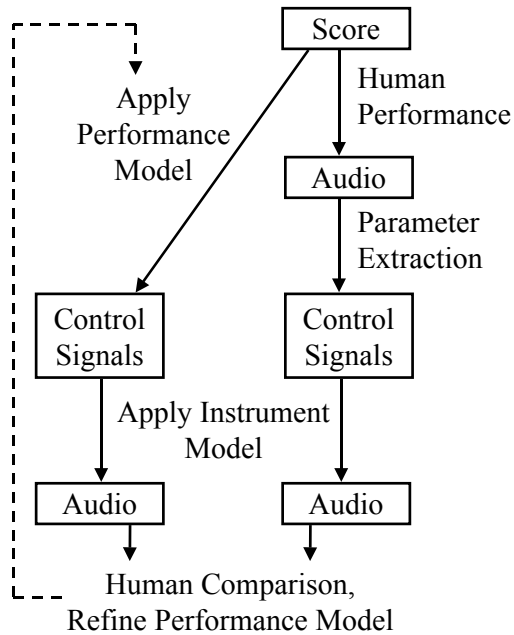 Score
Human
Performance
Apply
Performance
Model
Audio
Parameter
Extraction
Control
Signals
Control
Signals
Apply Instrument
Model
Audio
Audio
Human Comparison,
Refine Performance Model